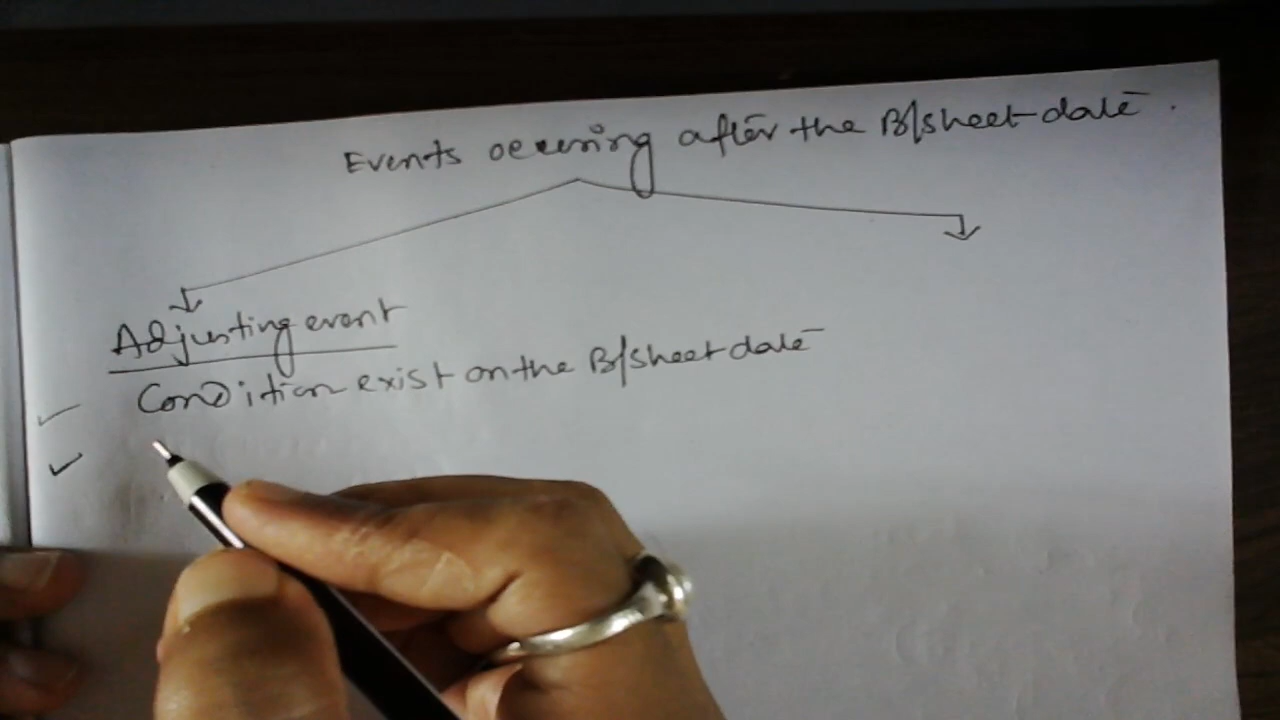 Events occuring after the B/sheet date.
Adjusting event
Condition exist on the B/sheet date